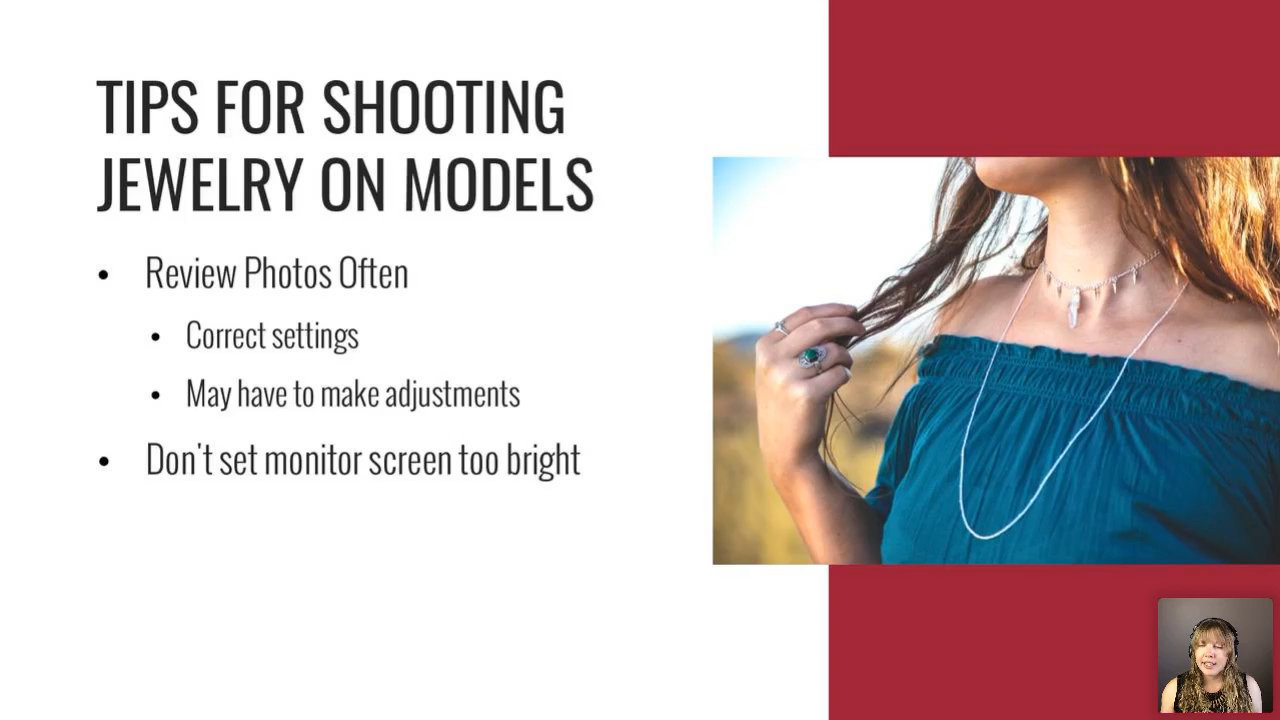 TIPS FOR SHOOTING
JEWELRY ON MODELS
• Review Photos Often
• Correct settings
• May have to make adjustments
• Don't set monitor screen too bright